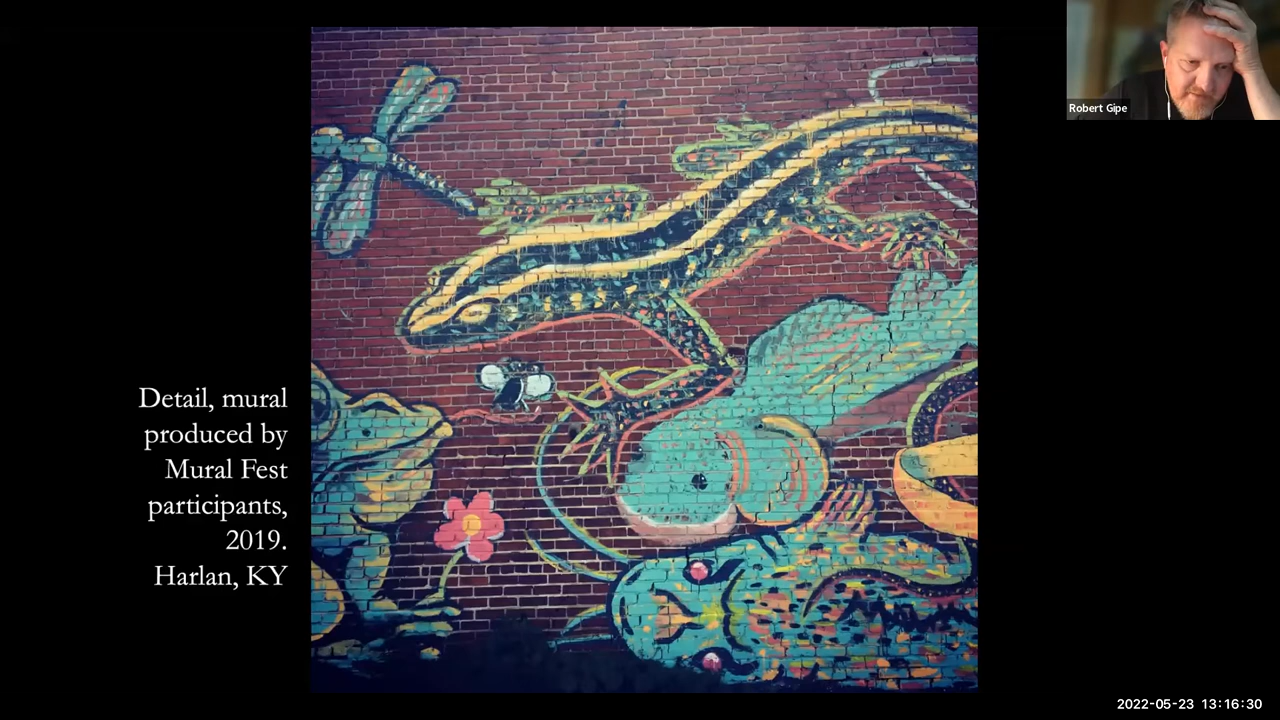 Robert Gipe
Detail, mural
produced by
Mural Fest
participants,
2019.
Harlan, KY
2022-05-23 13:16:30